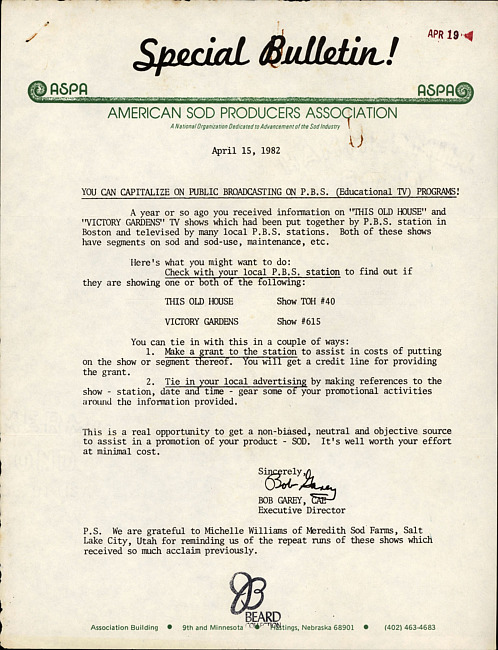 APR 19
Special Bulletin!
ASPA ASPA
AMERICAN SOD PRODUCERS ASSOCIATION
A National Organization Dedicated to Advancement of the Sod Industry
April 15, 1982
YOU CAN CAPITALIZE ON PUBLIC BROADCASTING ON P.B.S. (Educational TV) PROGRAMS!
A year or so ago you received information on "THIS OLD HOUSE" and
"VICTORY GARDENS" TV shows which had been put together by P.B.S. station in
Boston and televised by many local P.B.S. stations. Both of these shows
have segments on sod and sod-use, maintenance, etc.
Here's what you might want to do:
Check with your local P.B.S. station to find out if
they are showing one or both of the following:
THIS OLD HOUSE Show TOH #40
VICTORY GARDENS Show #615
You can tie in with this in a couple of ways:
1. Make a grant to the station to assist in costs of putting
on the show or segment thereof. You will get a credit line for providing
the grant.
2. Tie in your local advertising by making references to the
show - station, date and time - gear some of your promotional activities
around the information provided.
This is a real opportunity to get a non-biased, neutral and objective source
to assist in a promotion of your product - SOD. It's well worth your effort
at minimal cost.
Sincerely,
Bob Garey
BOB GAREY, CAE
Executive Director
P.S. We are grateful to Michelle Williams of Meredith Sod Farms, Salt
Lake City, Utah for reminding us of the repeat runs of these shows which
received so much acclaim previously.
JB
BEARD
COLLECTION
Association Building • 9th and Minnesota • Hastings, Nebraska 68901 • (402) 463-4683